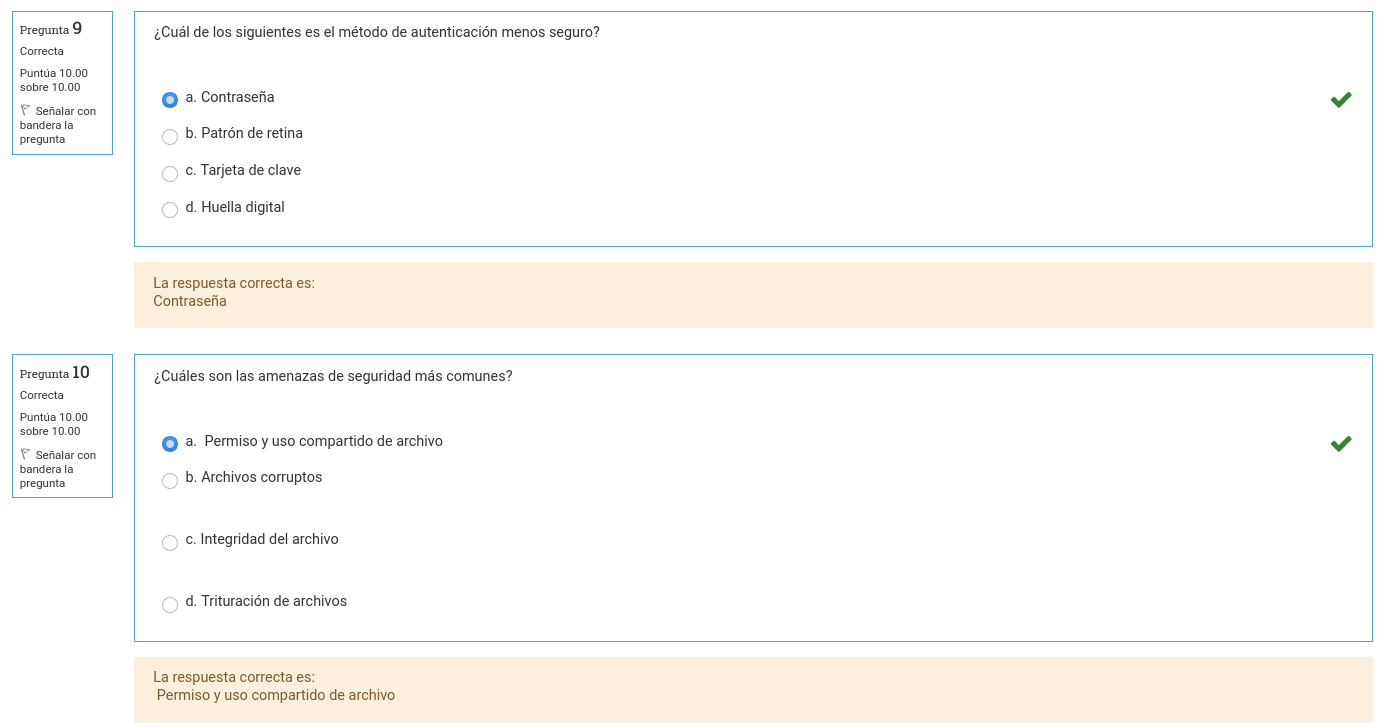 Pregunta 9
Correcta
Puntúa 10.00
sobre 10.00
Señalar con
bandera la
pregunta
¿Cuál de los siguientes es el método de autenticación menos seguro?
a. Contraseña
b. Patrón de retina
c. Tarjeta de clave
d. Huella digital
La respuesta correcta es:
Contraseña
Pregunta 10
Correcta
Puntúa 10.00
sobre 10.00
Señalar con
bandera la
pregunta
¿Cuáles son las amenazas de seguridad más comunes?
a. Permiso y uso compartido de archivo
b. Archivos corruptos
c. Integridad del archivo
d. Trituración de archivos
La respuesta correcta es:
Permiso y uso compartido de archivo